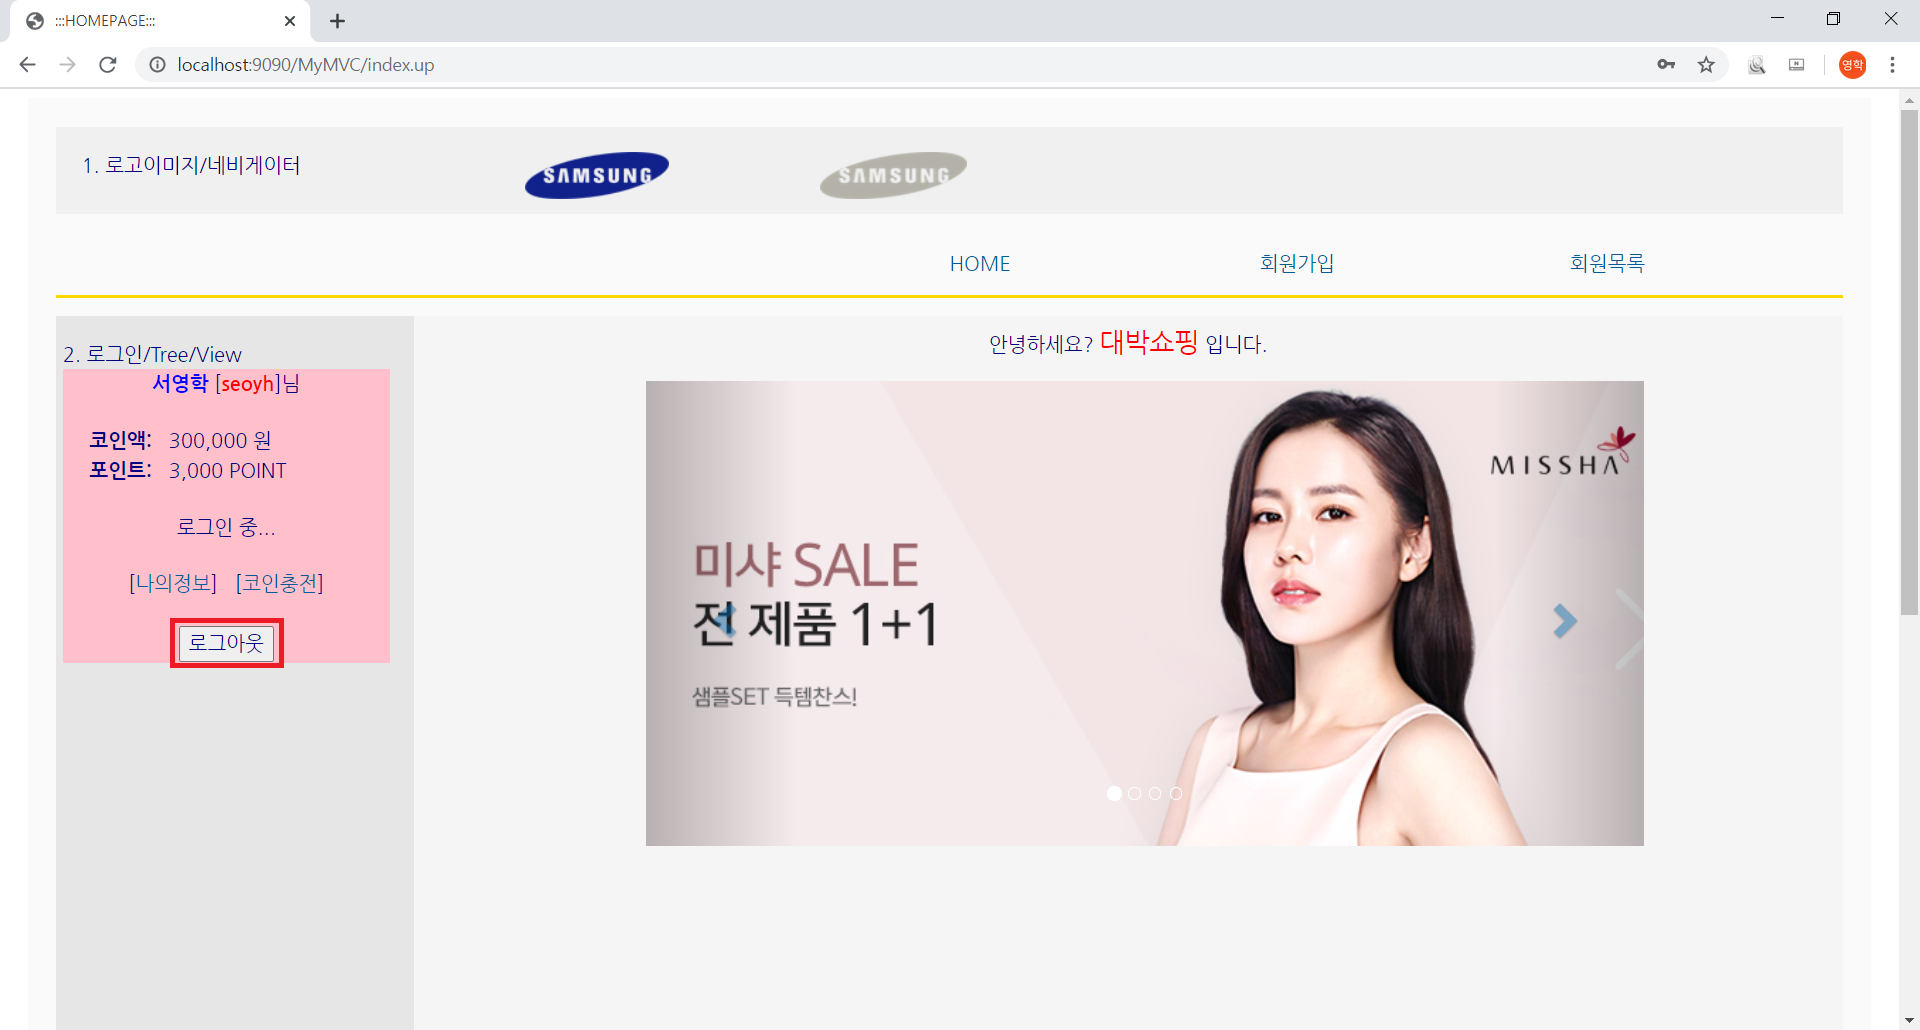 :::HOMEPAGE:::
localhost:9090/MyMVC/index.up
영학
1. 로고이미지/네비게이터
SAMSUNG
SAMSUNG
HOME
회원가입
회원목록
2. 로그인/Tree/View
서영학 [seoyh]님
코인액: 300,000 원
포인트: 3,000 POINT
로그인 중...
[나의정보] [코인충전]
로그아웃
안녕하세요? 대박쇼핑 입니다.
MISSHA
미샤 SALE
전 제품 1+1
샘플SET 득템찬스!